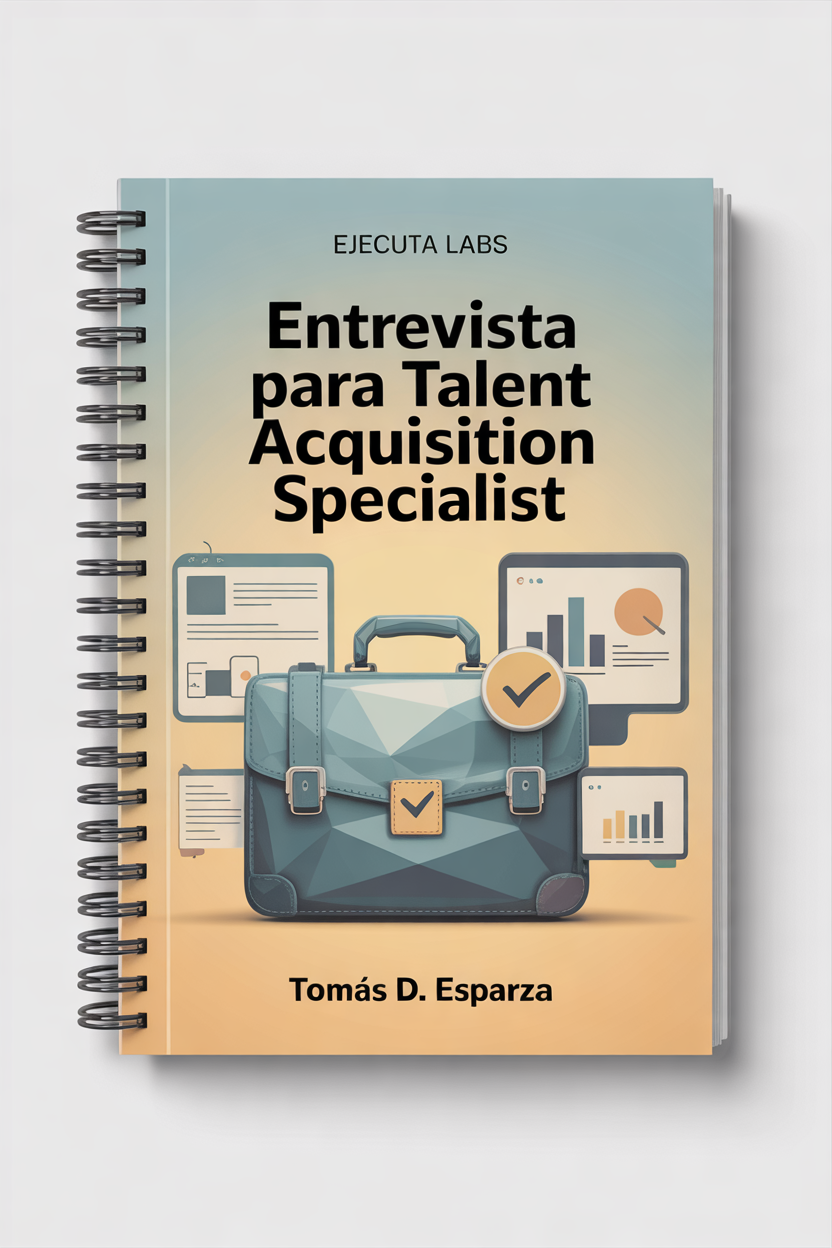 EJECUTA LABS
Entrevista
para Talent
Acquisition
Specialist
Tomás D. Esparza